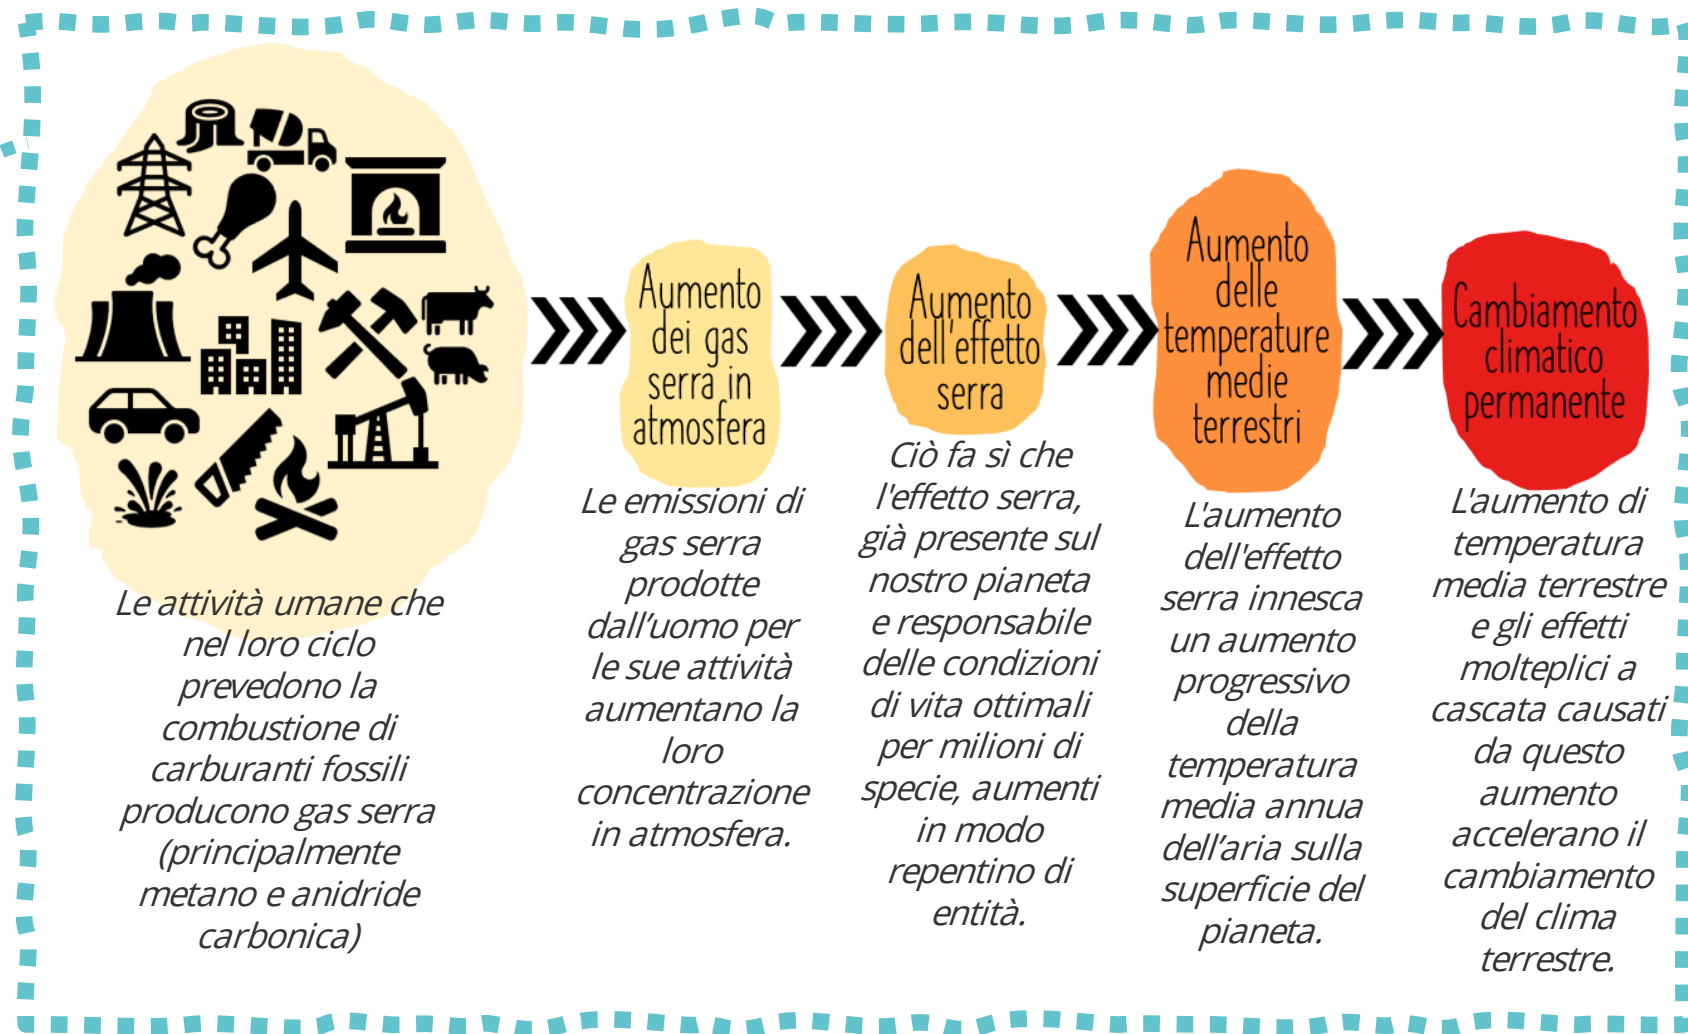 Le attività umane che
nel loro ciclo
prevedono la
combustione di
carburanti fossili
producono gas serra
(principalmente
metano e anidride
carbonica)
Aumento
dei gas
serra in
atmosfera
Le emissioni di
gas serra
prodotte
dall’uomo per
le sue attività
aumentano la
loro
concentrazione
in atmosfera.
Aumento
dell'effetto
serra
Ciò fa sì che
l'effetto serra,
già presente sul
nostro pianeta
e responsabile
delle condizioni
di vita ottimali
per milioni di
specie, aumenti
in modo
repentino di
entità.
Aumento
delle
temperature
medie
terrestri
L'aumento
dell'effetto
serra innesca
un aumento
progressivo
della
temperatura
media annua
dell’aria sulla
superficie del
pianeta.
Cambiamento
climatico
permanente
L'aumento di
temperatura
media terrestre
e gli effetti
molteplici a
cascata causati
da questo
aumento
accelerano il
cambiamento
del clima
terrestre.